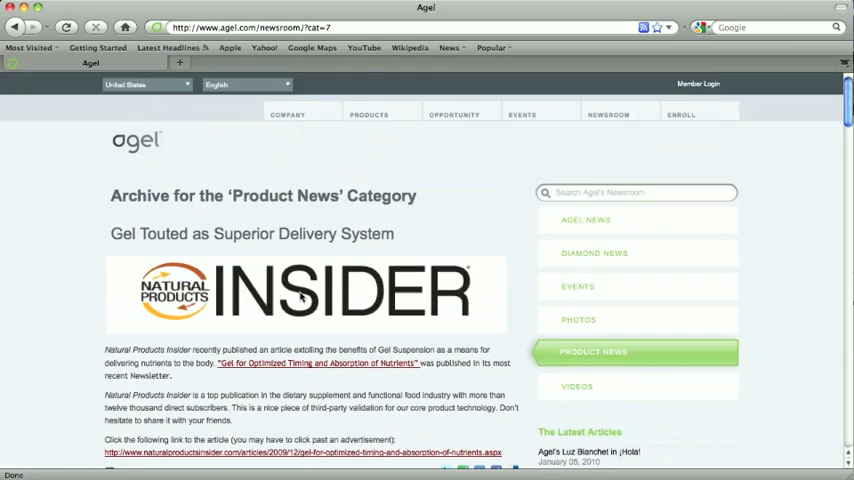 Agel
http://www.agel.com/newsroom/?cat=7
Google
Most Visited Getting Started Latest Headlines Apple Yahoo! Google Maps YouTube Wikipedia News Popular
Agel
United States English Member Login
COMPANY PRODUCTS OPPORTUNITY EVENTS NEWSROOM ENROLL
agel
Archive for the ‘Product News’ Category
Search Agel's Newsroom
AGEL NEWS
Gel Touted as Superior Delivery System
DIAMOND NEWS
NATURAL PRODUCTS INSIDER
EVENTS
PHOTOS
PRODUCT NEWS
VIDEOS
Natural Products Insider recently published an article extolling the benefits of Gel Suspension as a means for
delivering nutrients to the body. “Gel for Optimized Timing and Absorption of Nutrients” was published in its most
recent Newsletter.
Natural Products Insider is a top publication in the dietary supplement and functional food industry with more than
twelve thousand direct subscribers. This is a nice piece of third-party validation for our core product technology. Don't
hesitate to share it with your friends.
Click the following link to the article (you may have to click past an advertisement):
http://www.naturalproductsinsider.com/articles/2009/12/gel-for-optimized-timing-and-absorption-of-nutrients.aspx
The Latest Articles
Agel's Luz Blanchet in ¡Hola!
January 05, 2010
Done